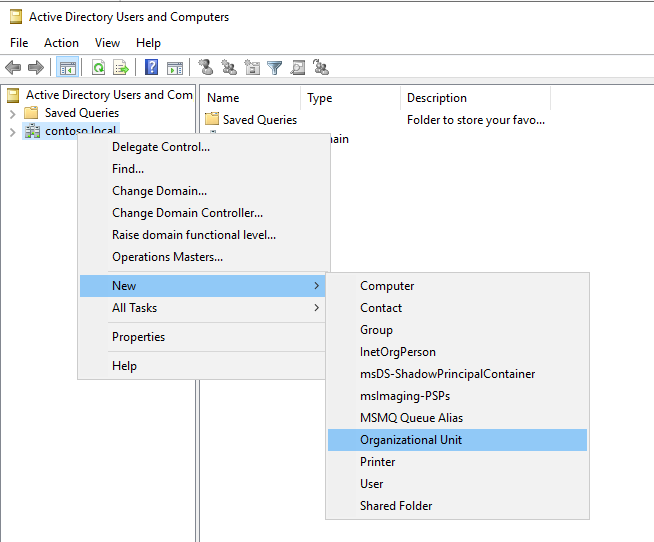 Active Directory Users and Computers
File Action View Help
Active Directory Users and Com
Saved Queries
contoso.local
Name Type Description
Saved Queries Folder to store your favo...
main
Delegate Control...
Find...
Change Domain...
Change Domain Controller...
Raise domain functional level...
Operations Masters...
New
All Tasks
Properties
Help
Computer
Contact
Group
InetOrgPerson
msDS-ShadowPrincipalContainer
msImaging-PSPs
MSMQ Queue Alias
Organizational Unit
Printer
User
Shared Folder